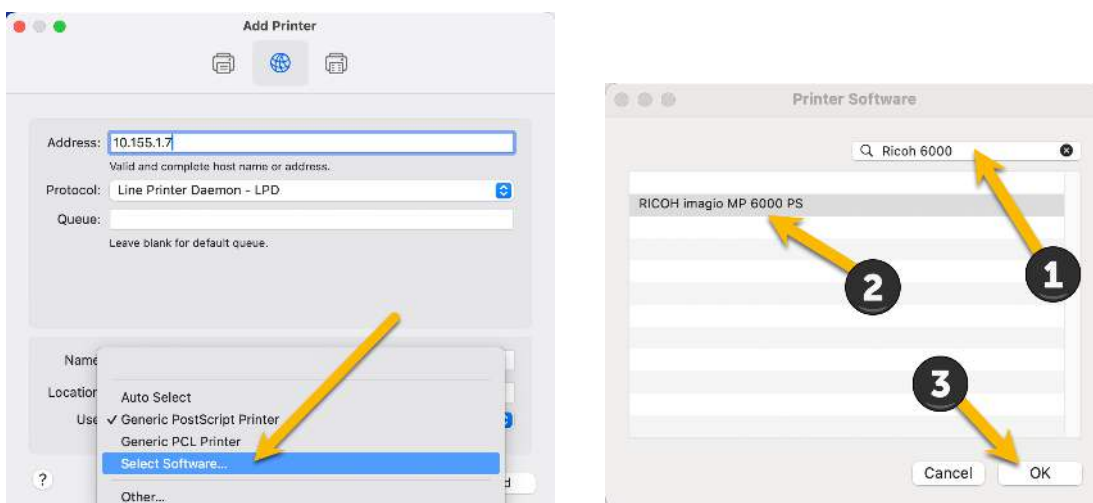 Add Printer
Address: 10.155.1.7
Valid and complete host name or address.
Protocol: Line Printer Daemon - LPD
Queue:
Leave blank for default queue.
Name
Location
Use
Auto Select
✓ Generic PostScript Printer
Generic PCL Printer
Select Software...
Other...
?
d
Printer Software
Ricoh 6000
RICOH imagio MP 6000 PS
1
2
3
Cancel
OK